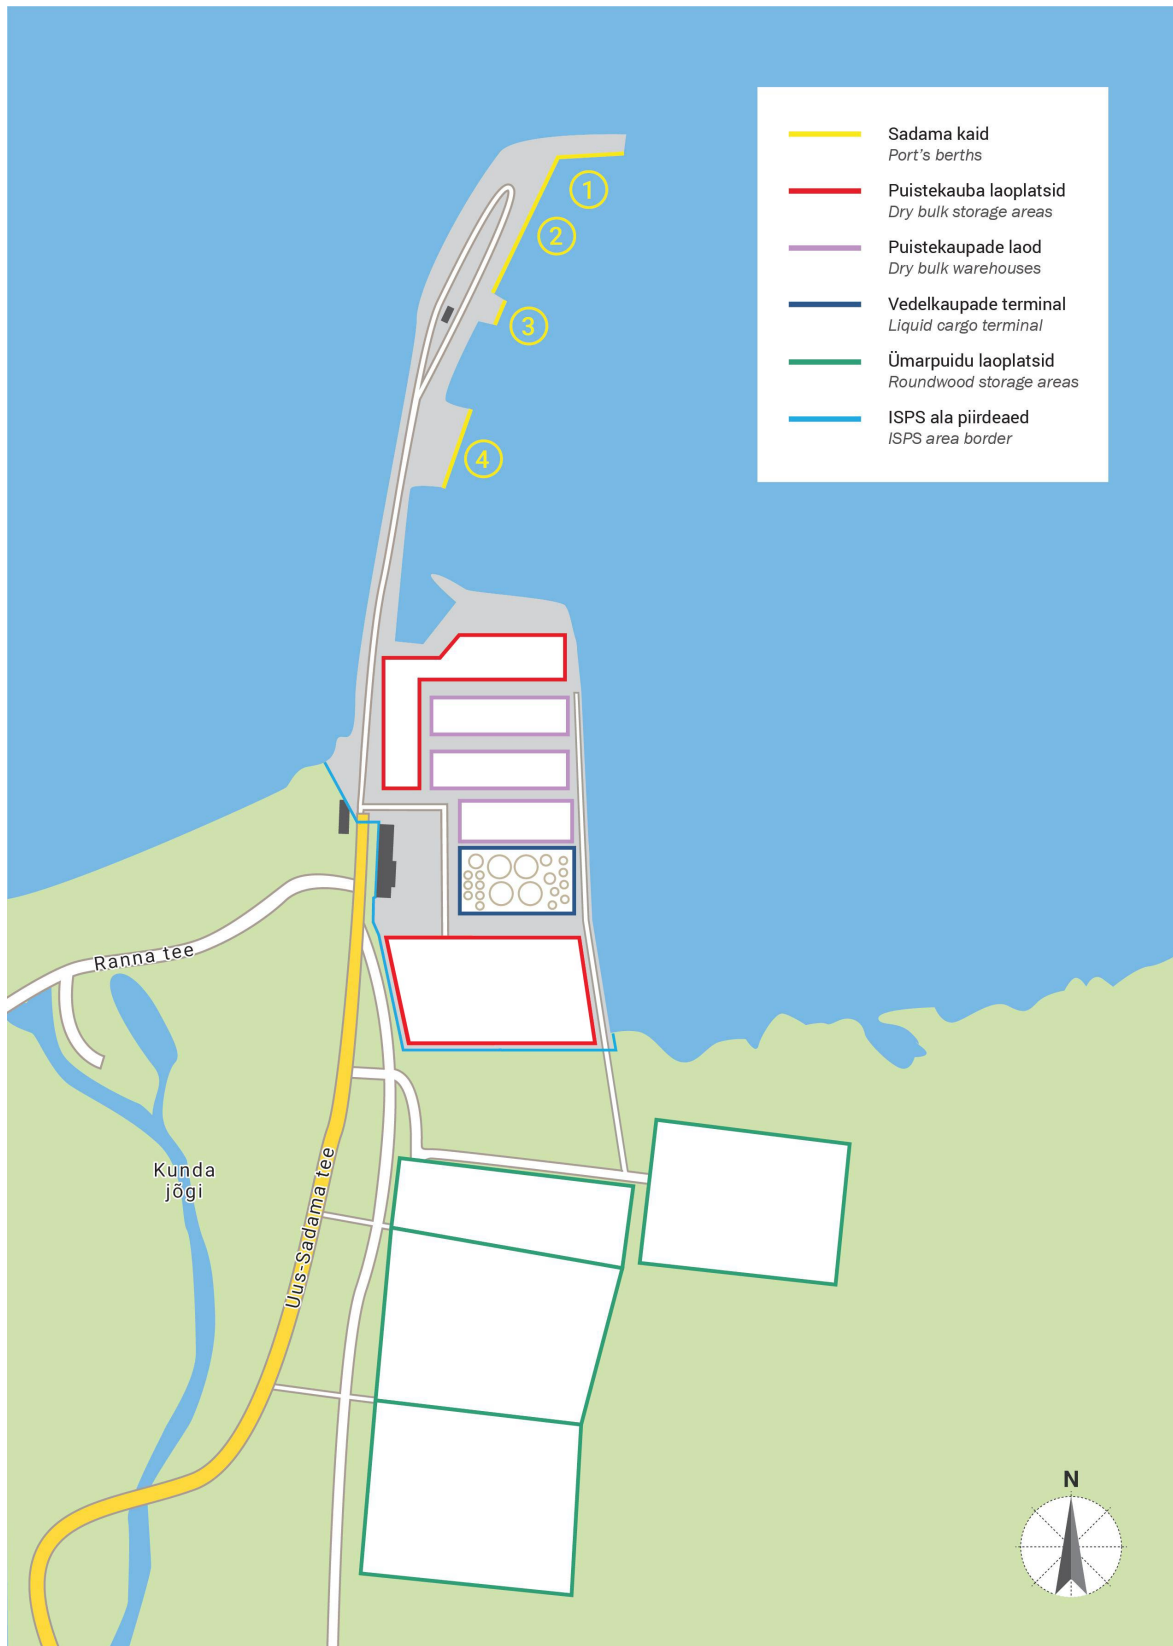 Sadama kaid
Port's berths
Puistekauba laoplatsid
Dry bulk storage areas
Puistekaupade laod
Dry bulk warehouses
Vedelkaupade terminal
Liquid cargo terminal
Ümarpuidu laoplatsid
Roundwood storage areas
ISPS ala piirdeaed
ISPS area border
1
2
3
4
Ranna tee
Kunda
jõgi
Uus-Sadama tee
N